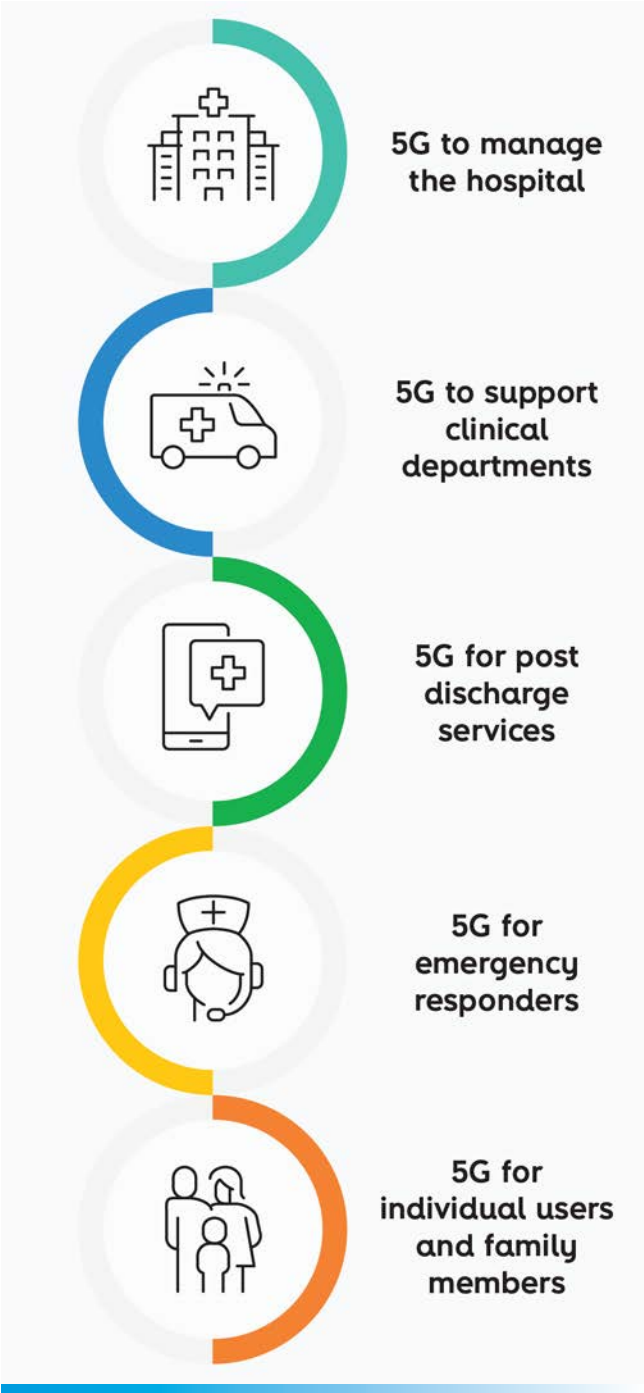 5G to manage
the hospital
5G to support
clinical
departments
5G for post
discharge
services
5G for
emergency
responders
5G for
individual users
and family
members